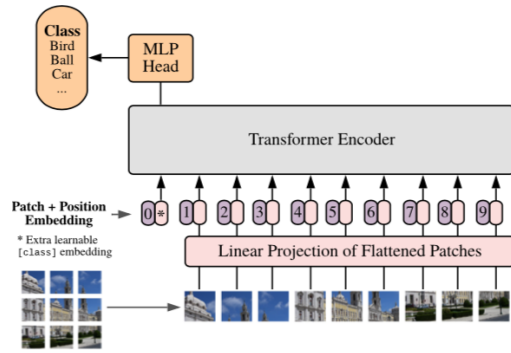 Class
Bird
Ball
Car
...
MLP
Head
Transformer Encoder
Patch + Position
Embedding
0 * 1 2 3 4 5 6 7 8 9
* Extra learnable
[class] embedding
Linear Projection of Flattened Patches